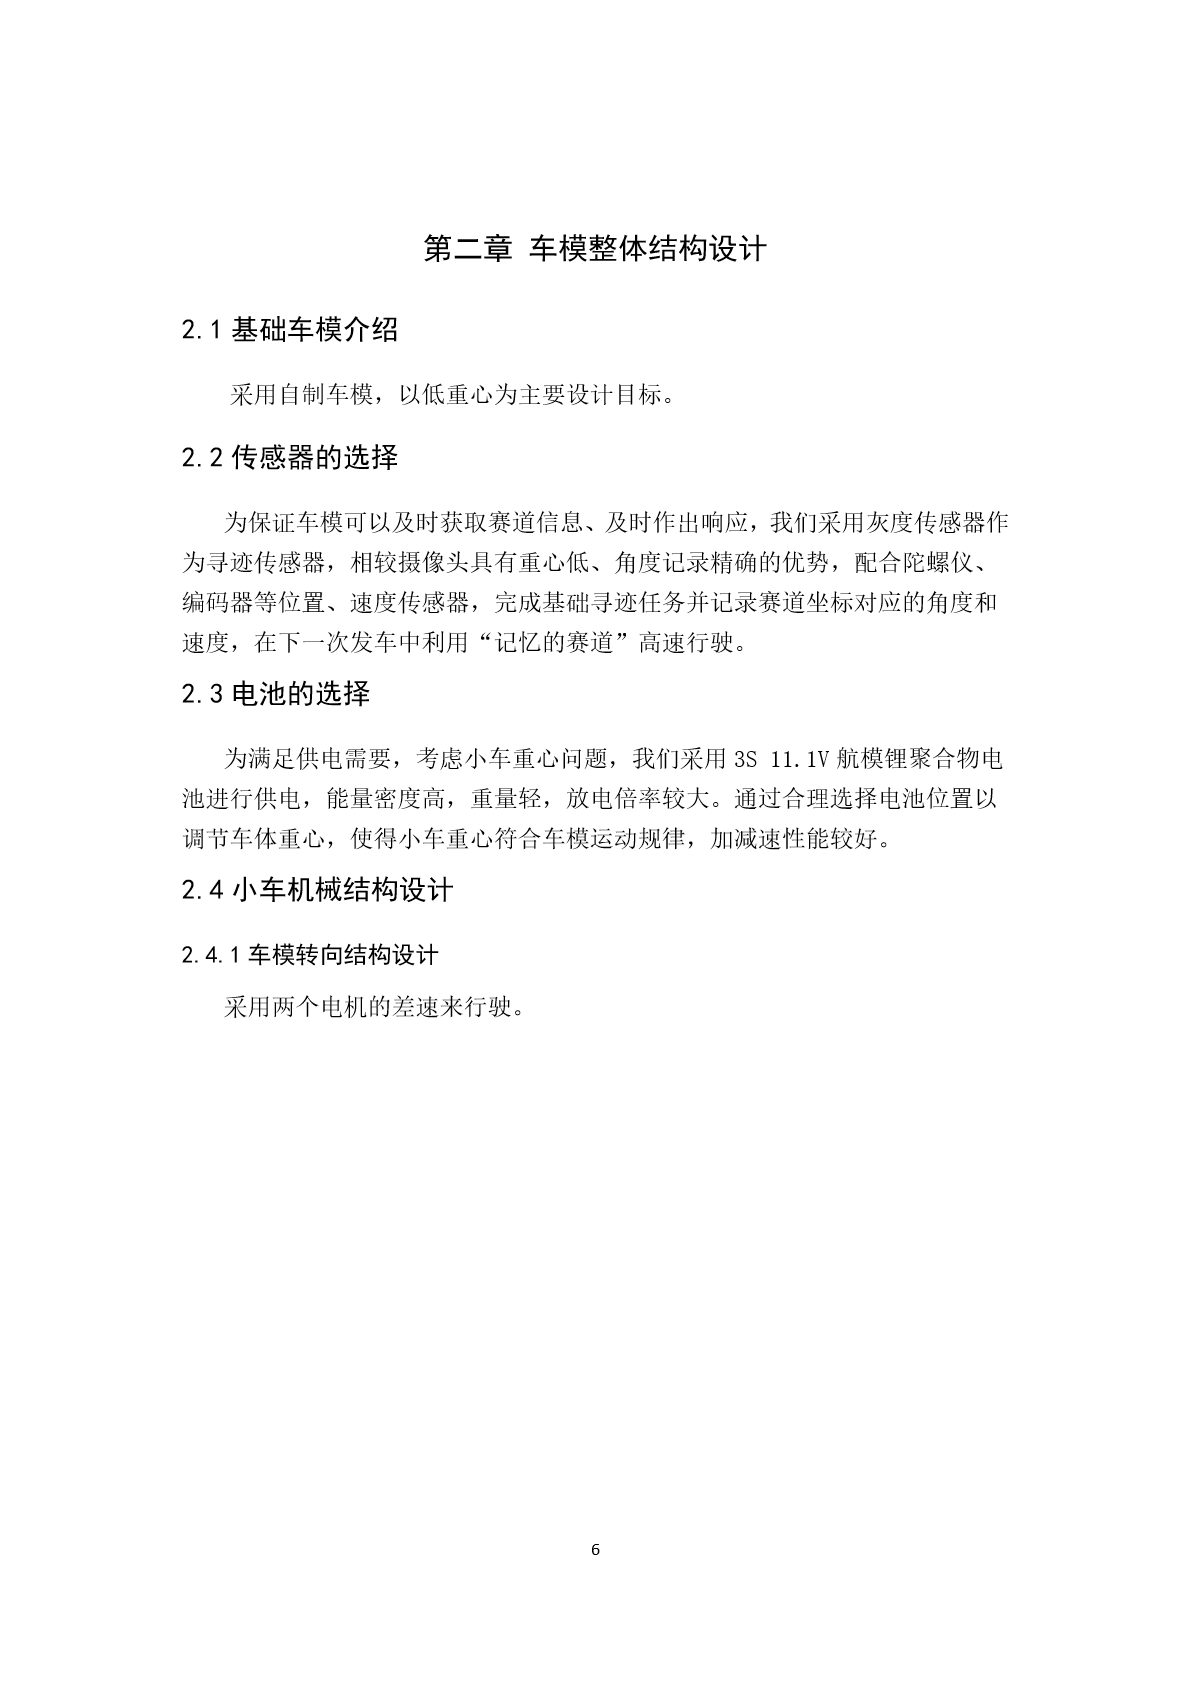 第二章 车模整体结构设计
2.1 基础车模介绍
采用自制车模，以低重心为主要设计目标。
2.2 传感器的选择
为保证车模可以及时获取赛道信息、及时作出响应，我们采用灰度传感器作
为寻迹传感器，相较摄像头具有重心低、角度记录精确的优势，配合陀螺仪、
编码器等位置、速度传感器，完成基础寻迹任务并记录赛道坐标对应的角度和
速度，在下一次发车中利用“记忆的赛道”高速行驶。
2.3 电池的选择
为满足供电需要，考虑小车重心问题，我们采用 3S 11.1V 航模锂聚合物电
池进行供电，能量密度高，重量轻，放电倍率较大。通过合理选择电池位置以
调节车体重心，使得小车重心符合车模运动规律，加减速性能较好。
2.4 小车机械结构设计
2.4.1 车模转向结构设计
采用两个电机的差速来行驶。
6